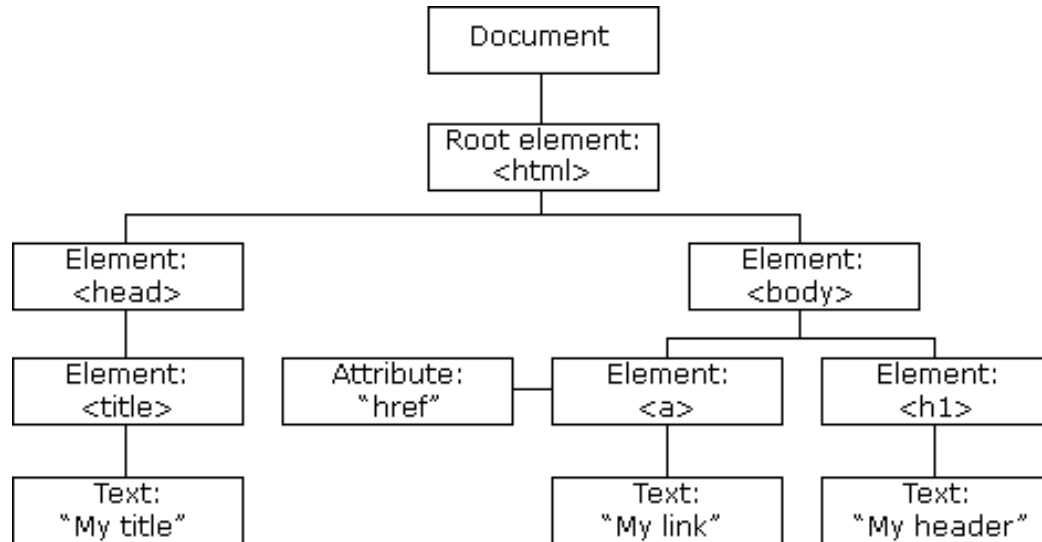 Document
Root element:
<html>
Element:
<head>
Element:
<body>
Element:
<title>
Attribute:
“href”
Element:
<a>
Element:
<h1>
Text:
“My title”
Text:
“My link”
Text:
“My header”